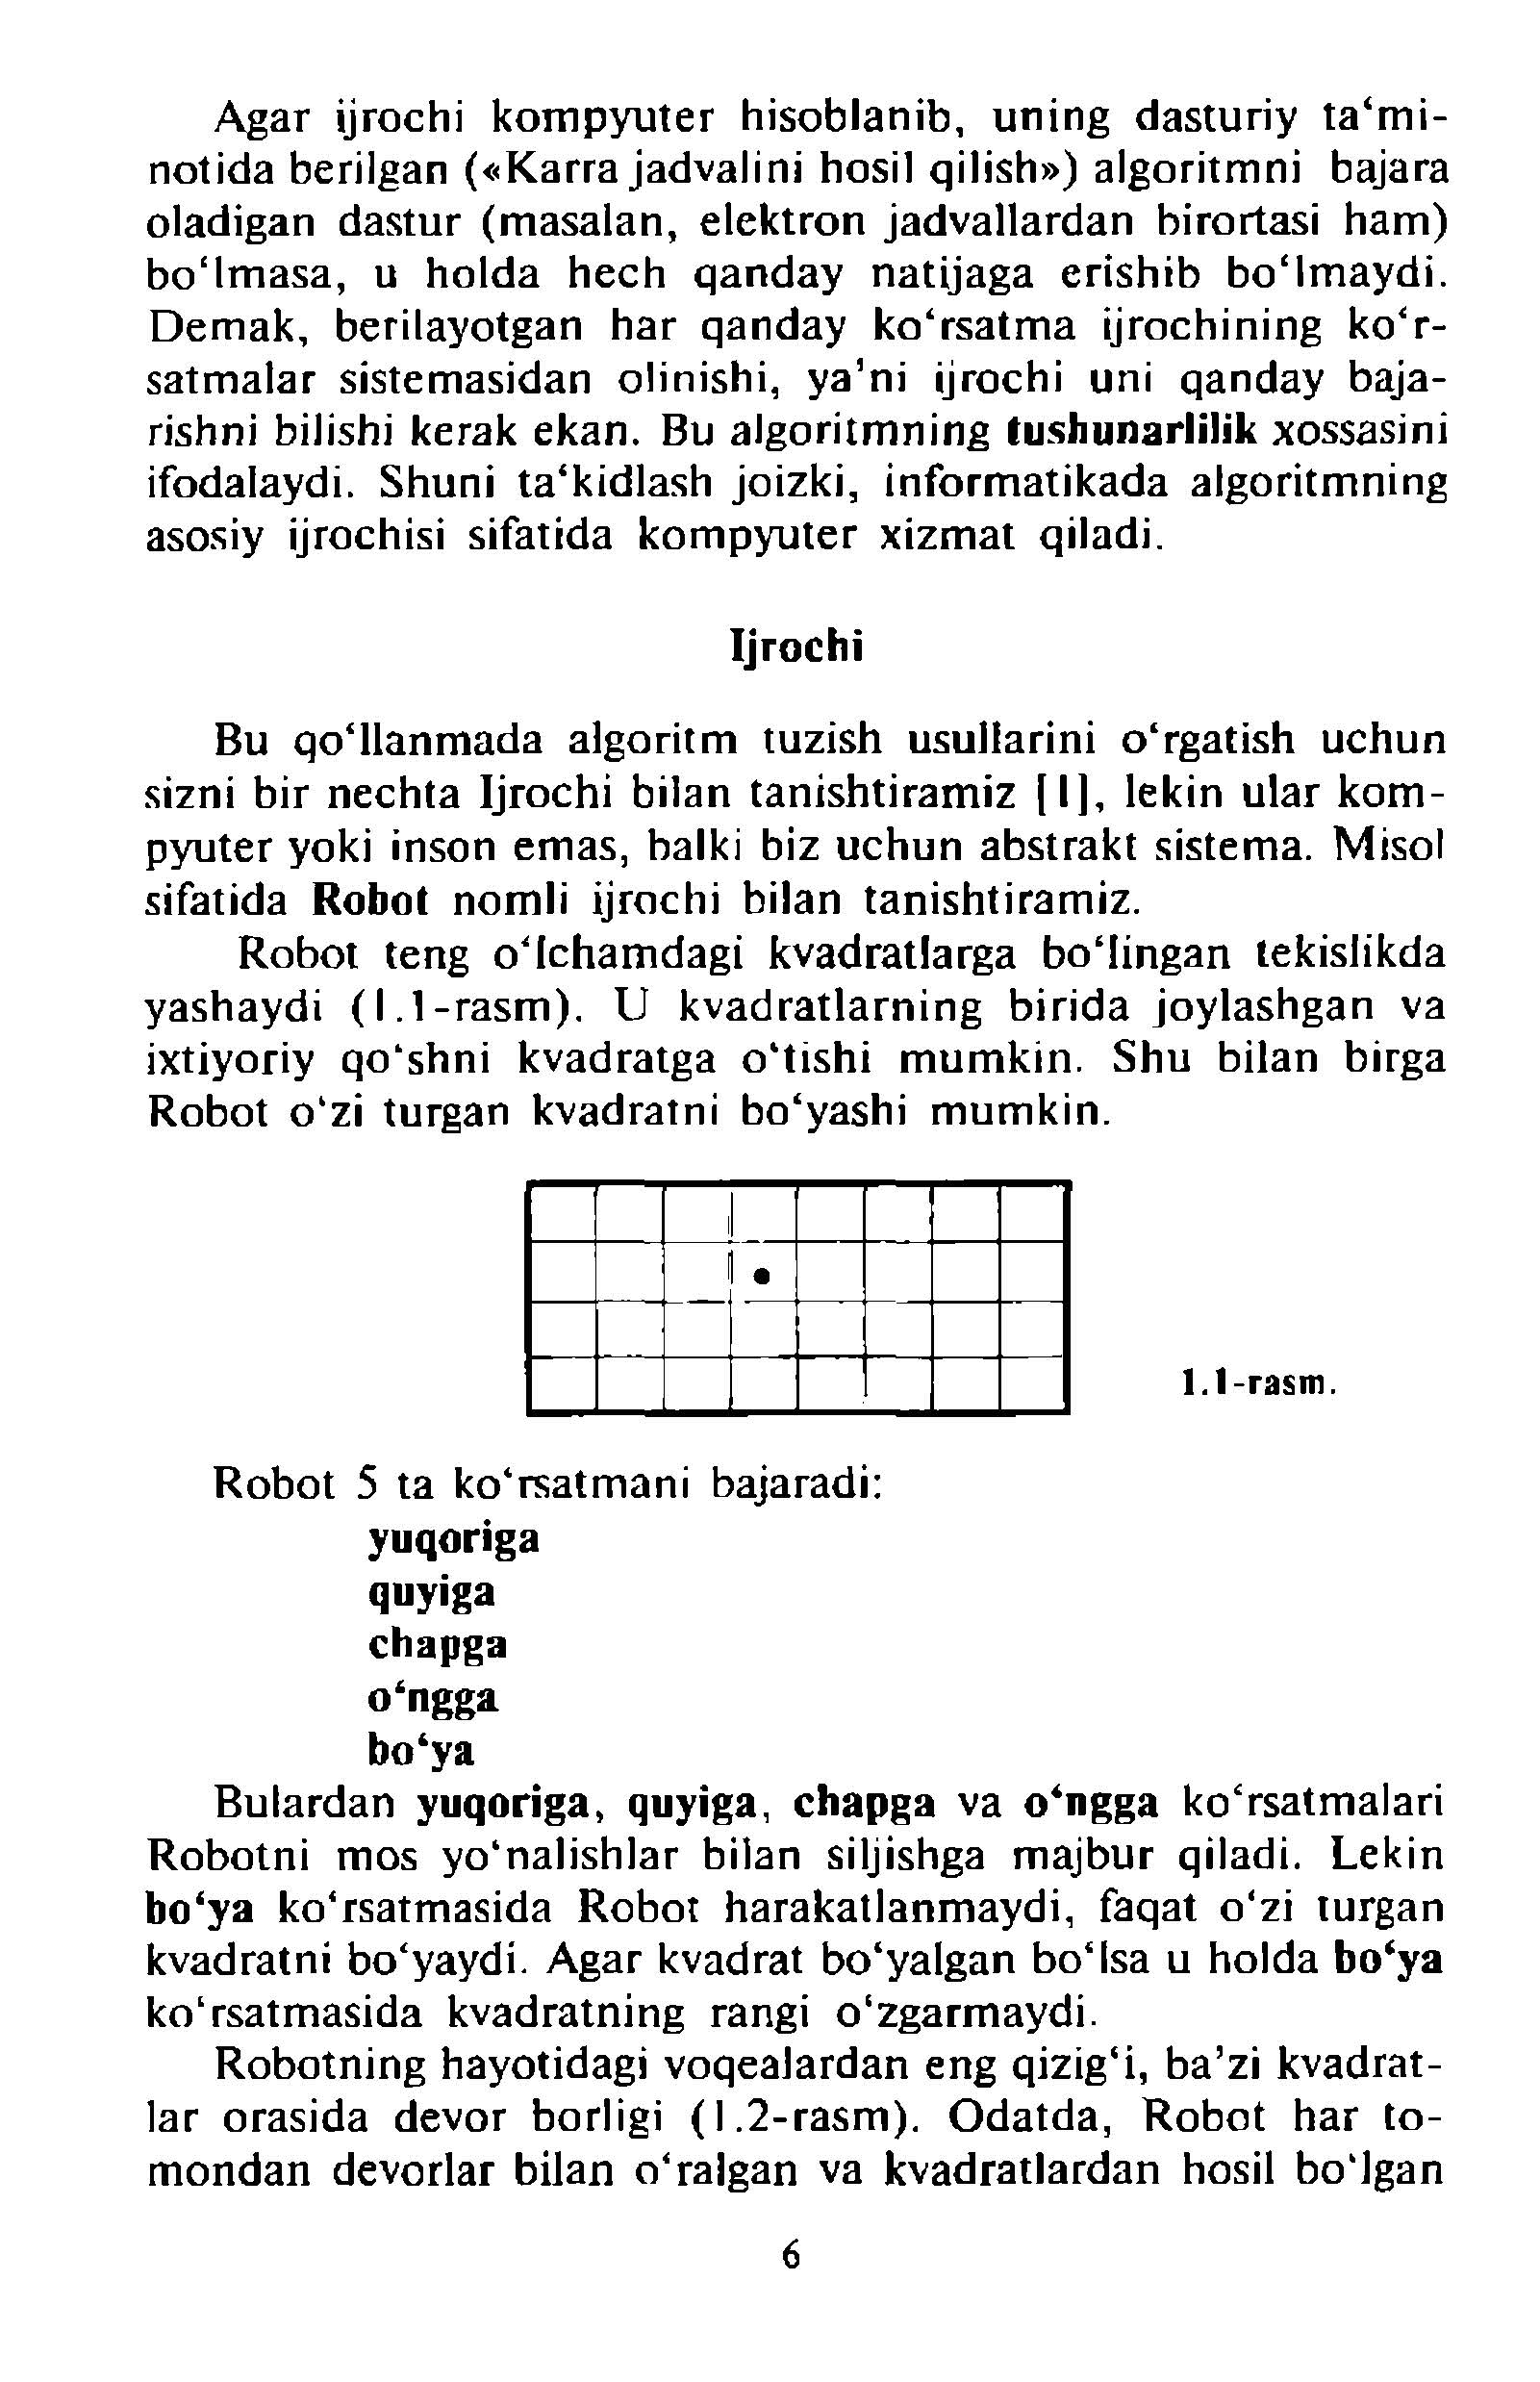 Agar ijrochi kompyuter hisoblanib, uning dasturiy ta‘mi-
notida berilgan («Karra jadvalini hosil qilish») algoritmni bajara
oladigan dastur (masalan, elektron jadvallardan birortasi ham)
bo‘lmasa, u holda hech qanday natijaga erishib bo‘lmaydi.
Demak, berilayotgan har qanday ko‘rsatma ijrochining ko‘r-
satmalar sistemasidan olinishi, ya’ni ijrochi uni qanday baja-
rishni bilishi kerak ekan. Bu algoritmning tushunarlilik xossasini
ifodalaydi. Shuni ta‘kidlash joizki, informatikada algoritmning
asosiy ijrochisi sifatida kompyuter xizmat qiladi.
Ijrochi
Bu qo‘llanmada algoritm tuzish usullarini o‘rgatish uchun
sizni bir nechta Ijrochi bilan tanishtiramiz [1], lekin ular kom-
pyuter yoki inson emas, balki biz uchun abstrakt sistema. Misol
sifatida Robot nomli ijrochi bilan tanishtiramiz.
Robot teng o‘lchamdagi kvadratlarga bo‘lingan tekislikda
yashaydi (1.1-rasm). U kvadratlarning birida joylashgan va
ixtiyoriy qo‘shni kvadratga o‘tishi mumkin. Shu bilan birga
Robot o‘zi turgan kvadratni bo‘yashi mumkin.
1.1-rasm.
Robot 5 ta ko‘rsatmani bajaradi:
yuqoriga
quyiga
chapga
o‘ngga
bo‘ya
Bulardan yuqoriga, quyiga, chapga va o‘ngga ko‘rsatmalari
Robotni mos yo‘nalishlar bilan siljishga majbur qiladi. Lekin
bo‘ya ko‘rsatmasida Robot harakatlanmaydi, faqat o‘zi turgan
kvadratni bo‘yaydi. Agar kvadrat bo‘yalgan bo‘lsa u holda bo‘ya
ko‘rsatmasida kvadratning rangi o‘zgarmaydi.
Robotning hayotidagi voqealardan eng qizig‘i, ba’zi kvadrat-
lar orasida devor borligi (1.2-rasm). Odatda, Robot har to-
mondan devorlar bilan o‘ralgan va kvadratlardan hosil bo‘lgan
6